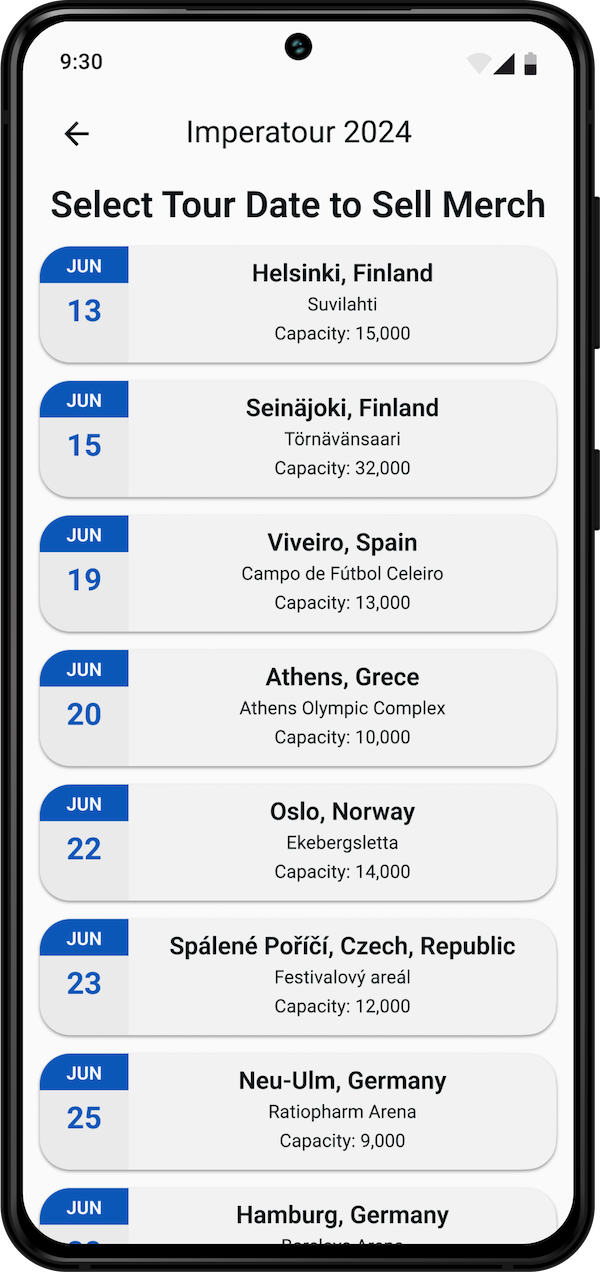 9:30
Imperatour 2024
Select Tour Date to Sell Merch
JUN
13
Helsinki, Finland
Suvilahti
Capacity: 15,000
JUN
15
Seinäjoki, Finland
Törnävänsaari
Capacity: 32,000
JUN
19
Viveiro, Spain
Campo de Fútbol Celeiro
Capacity: 13,000
JUN
20
Athens, Grece
Athens Olympic Complex
Capacity: 10,000
JUN
22
Oslo, Norway
Ekebergsletta
Capacity: 14,000
JUN
23
Spálené Poříčí, Czech, Republic
Festivalový areál
Capacity: 12,000
JUN
25
Neu-Ulm, Germany
Ratiopharm Arena
Capacity: 9,000
JUN
Hamburg, Germany